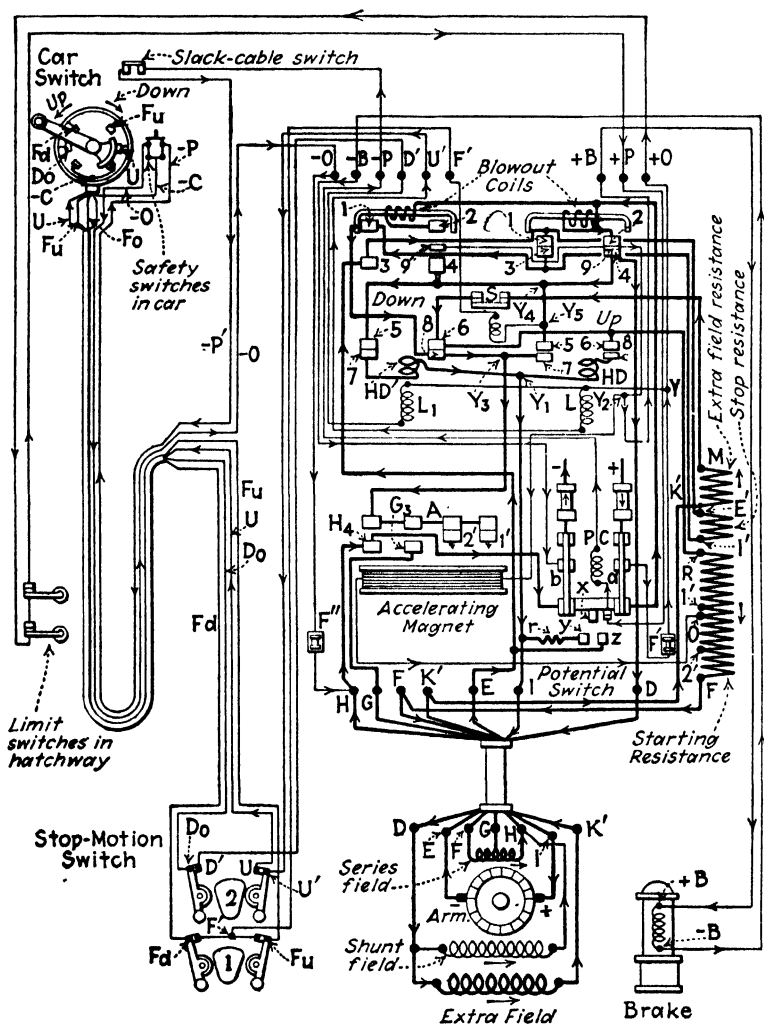 Slack-cable switch
Car
Switch
Down
UP
Fu
Fd
Do
U
-C
-P
-C
-O
U
Fu
Fo
Safety
switches
in car
-P'
-O
-O
-B
-P
D'
U'
F'
+B
+P
+O
Blowout
Coils
1
2
1
2
3
9
4
3
9
4
Down
S
Y4
Y5
Up
5
8
6
5
6
8
7
7
HD'
HD
Y3
Y1
Y2
Y
L1
L
Extra field resistance
Stop resistance
M
K'
E'
1'
R
1'
O
2'
F
-
+
G3
A
H4
2'
1'
P
C
b
a
x
Accelerating
Magnet
r
y
z
F"
F'
Potential
Switch
H
G
F
K'
E
I
D
Starting
Resistance
Fu
U
Do
Fd
Limit
switches in
hatchway
Stop-Motion
Switch
Do
D'
U
U'
2
F'
Fd
1
Fu
D
E
F
G
H
I
K'
Series
field
Arm.
+
Shunt
field
Extra Field
+B
-B
Brake